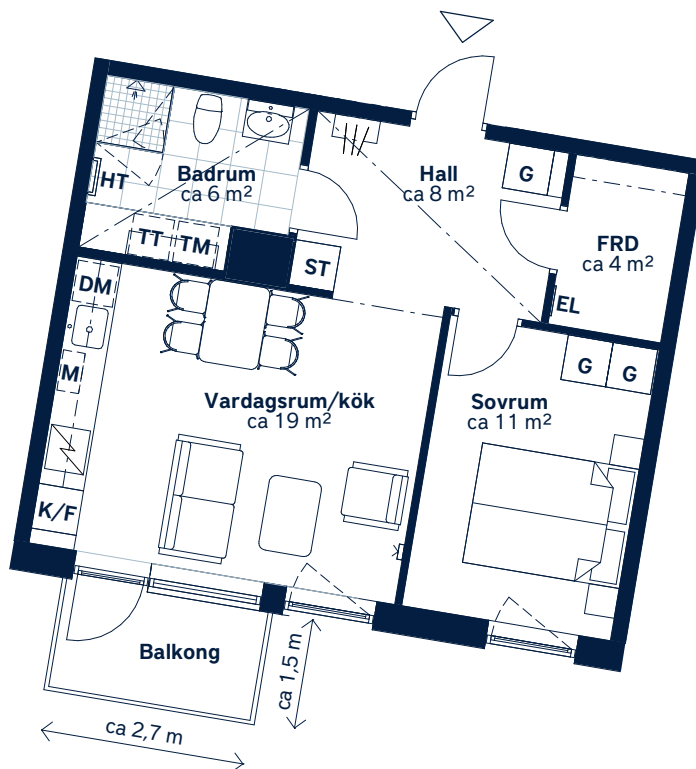 Badrum
ca 6 m²
Hall
ca 8 m²
G
FRD
ca 4 m²
HT
TT
TM
ST
EL
DM
M
K/F
Vardagsrum/kök
ca 19 m²
Sovrum
ca 11 m²
G
G
Balkong
ca 1,5 m
ca 2,7 m